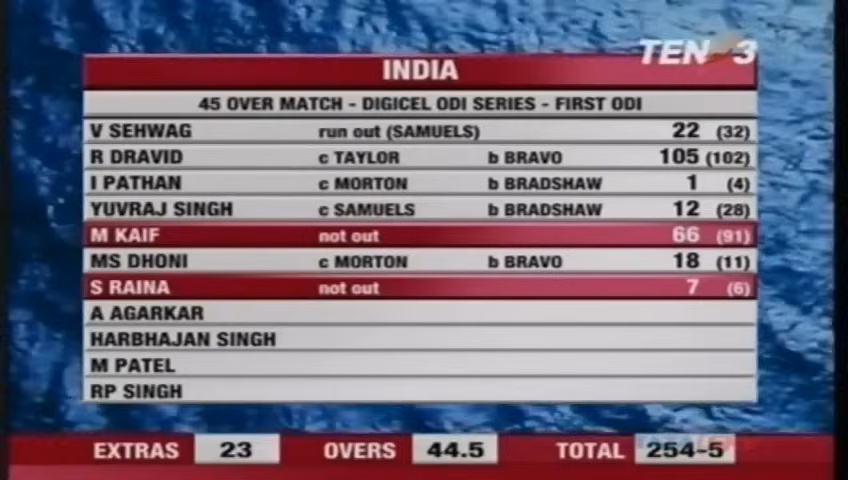 TEN 3
INDIA
45 OVER MATCH - DIGICEL ODI SERIES - FIRST ODI
V SEHWAG run out (SAMUELS) 22 (32)
R DRAVID c TAYLOR b BRAVO 105 (102)
I PATHAN c MORTON b BRADSHAW 1 (4)
YUVRAJ SINGH c SAMUELS b BRADSHAW 12 (28)
M KAIF not out 66 (91)
MS DHONI c MORTON b BRAVO 18 (11)
S RAINA not out 7 (6)
A AGARKAR
HARBHAJAN SINGH
M PATEL
RP SINGH
EXTRAS 23 OVERS 44.5 TOTAL 254-5